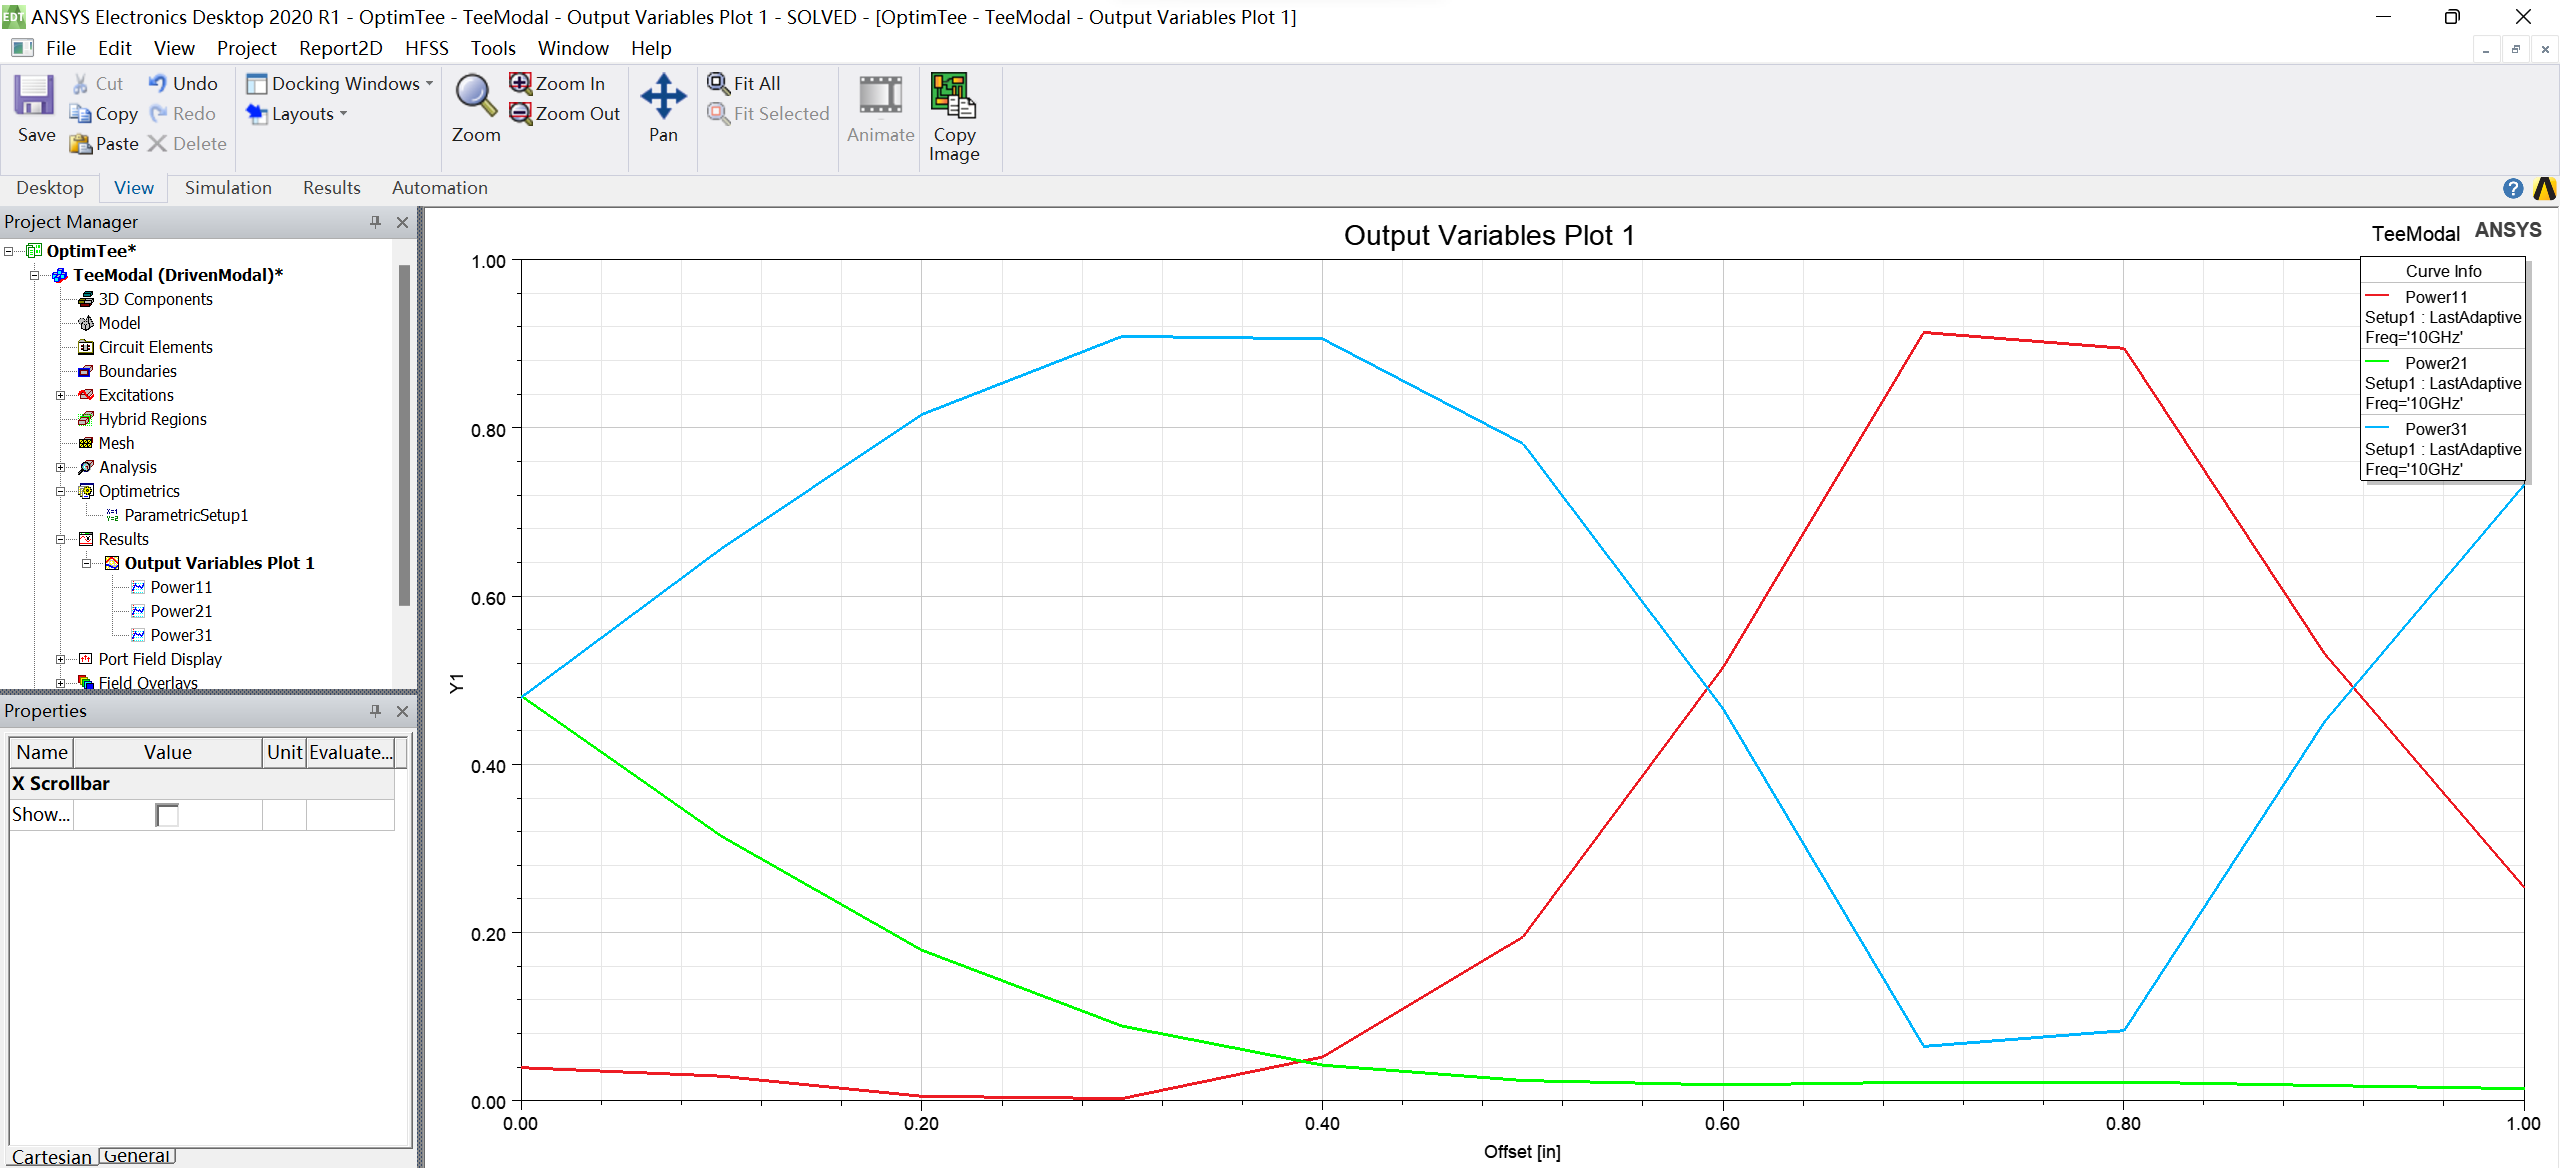 EDT ANSYS Electronics Desktop 2020 R1 - OptimTee - TeeModal - Output Variables Plot 1 - SOLVED - [OptimTee - TeeModal - Output Variables Plot 1]
File Edit View Project Report2D HFSS Tools Window Help
Save
Cut
Copy
Paste
Undo
Redo
Delete
Docking Windows
Layouts
Zoom
Zoom In
Zoom Out
Pan
Fit All
Fit Selected
Animate
Copy
Image
Desktop View Simulation Results Automation
Project Manager
OptimTee*
TeeModal (DrivenModal)*
3D Components
Model
Circuit Elements
Boundaries
Excitations
Hybrid Regions
Mesh
Analysis
Optimetrics
ParametricSetup1
Results
Output Variables Plot 1
Power11
Power21
Power31
Port Field Display
Field Overlays
Properties
Name Value Unit Evaluate...
X Scrollbar
Show...
Cartesian General
Output Variables Plot 1
TeeModal ANSYS
Curve Info
Power11
Setup1 : LastAdaptive
Freq='10GHz'
Power21
Setup1 : LastAdaptive
Freq='10GHz'
Power31
Setup1 : LastAdaptive
Freq='10GHz'
1.00
0.80
0.60
0.40
0.20
0.00
Y1
0.00 0.20 0.40 0.60 0.80 1.00
Offset [in]